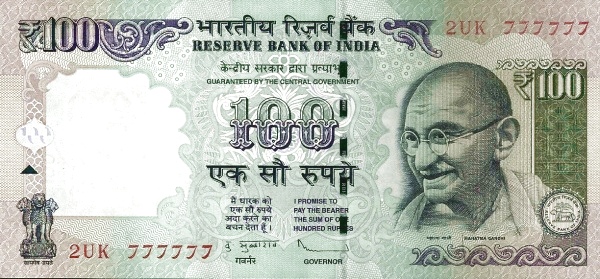 ₹100
भारतीय रिज़र्व बैंक
RESERVE BANK OF INDIA
2UK 777777
केन्द्रीय सरकार द्वारा प्रत्याभूत
GUARANTEED BY THE CENTRAL GOVERNMENT
100
₹100
एक सौ रुपये
मैं धारक को
एक सौ रुपये
अदा करने का
वचन देता हूँ।
I PROMISE TO
PAY THE BEARER
THE SUM OF ONE
HUNDRED RUPEES
गवर्नर
GOVERNOR
महात्मा गांधी
MAHATMA GANDHI
सत्यमेव जयते
2UK 777777